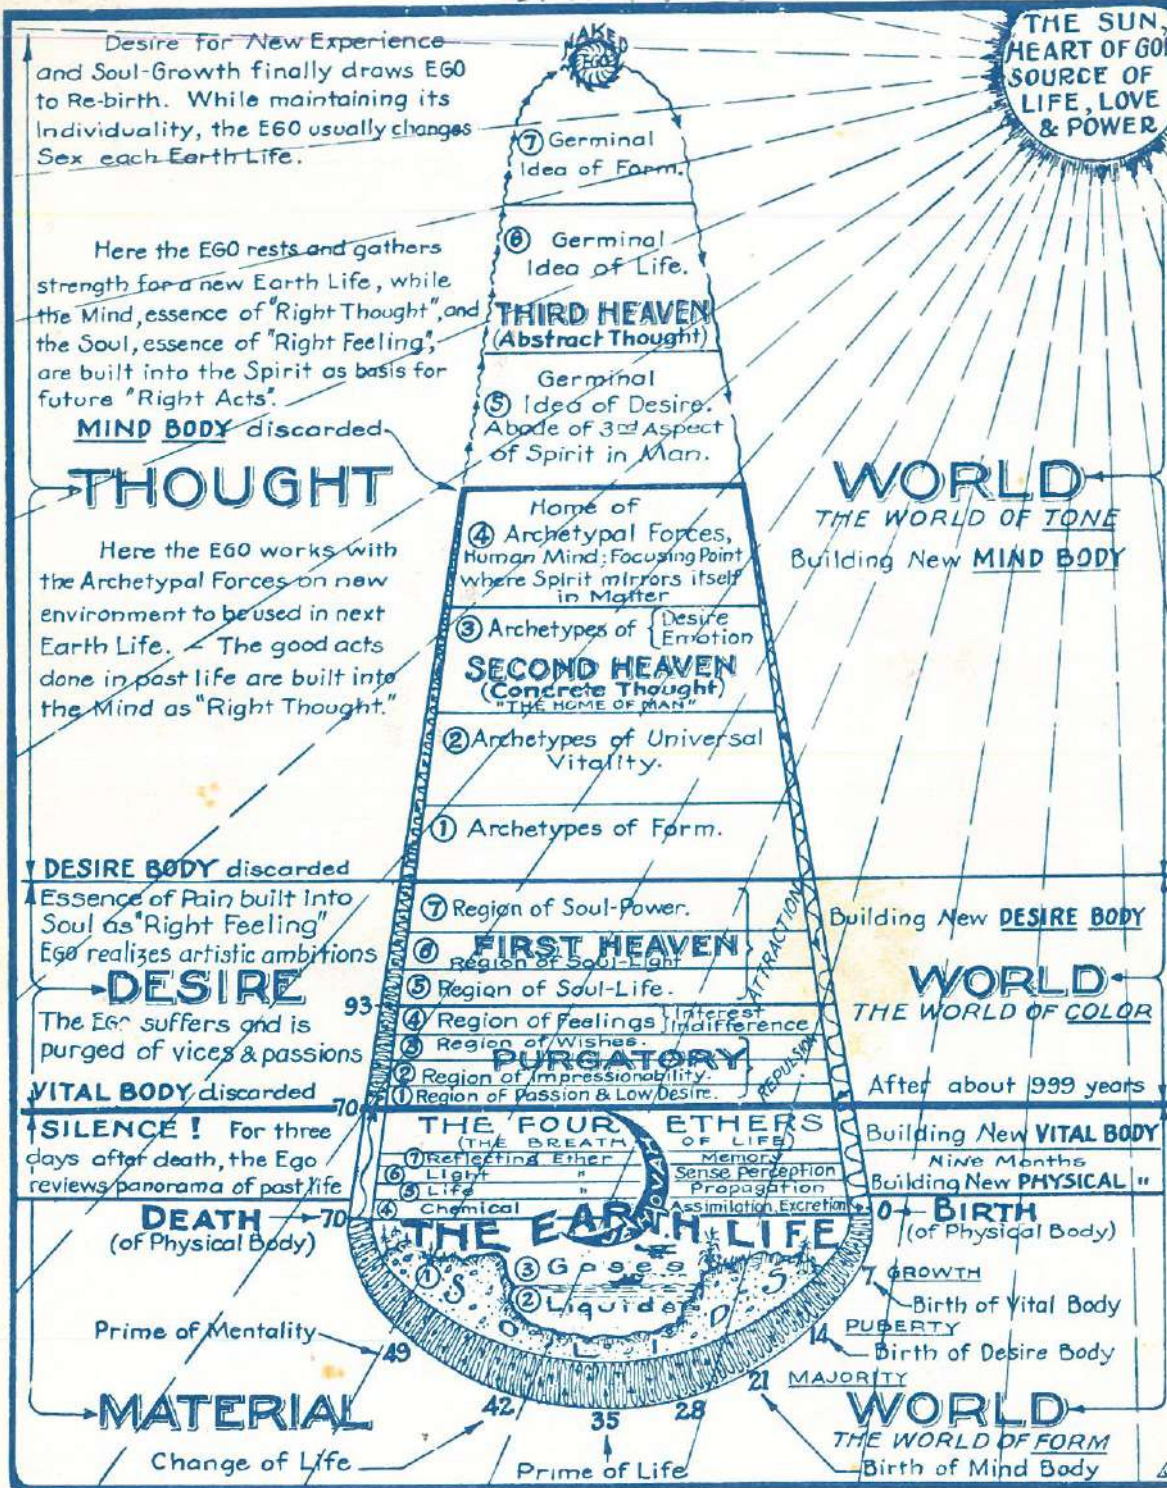 THE SUN,
HEART OF GOD
SOURCE OF
LIFE, LOVE
& POWER
NAKED
EGO
Desire for New Experience
and Soul-Growth finally draws EGO
to Re-birth. While maintaining its
Individuality, the EGO usually changes
Sex each Earth Life.
⑦ Germinal
Idea of Form.
Here the EGO rests and gathers
strength for a new Earth Life, while
the Mind, essence of "Right Thought", and
the Soul, essence of "Right Feeling",
are built into the Spirit as basis for
future "Right Acts".
⑥ Germinal
Idea of Life.
THIRD HEAVEN
(Abstract Thought)
Germinal
⑤ Idea of Desire.
Abode of 3rd Aspect
of Spirit in Man.
MIND BODY discarded
THOUGHT
WORLD
THE WORLD OF TONE
Building New MIND BODY
Home of
④ Archetypal Forces,
Human Mind: Focusing Point
where Spirit mirrors itself
in Matter
Here the EGO works with
the Archetypal Forces on new
environment to be used in next
Earth Life. – The good acts
done in past life are built into
the Mind as "Right Thought."
③ Archetypes of { Desire
Emotion
SECOND HEAVEN
(Concrete Thought)
"THE HOME OF MAN"
② Archetypes of Universal
Vitality.
① Archetypes of Form.
DESIRE BODY discarded
Essence of Pain built into
Soul as "Right Feeling"
EGO realizes artistic ambitions
DESIRE
The EGO suffers and is
purged of vices & passions
VITAL BODY discarded
93
70
⑦ Region of Soul-Power.
⑥ FIRST HEAVEN
Region of Soul-Light
⑤ Region of Soul-Life.
ATTRACTION
④ Region of Feelings { Interest
Indifference
③ Region of Wishes.
PURGATORY
② Region of Impressionability.
① Region of Passion & Low Desire.
REPULSION
Building New DESIRE BODY
WORLD
THE WORLD OF COLOR
After about 999 years
SILENCE! For three
days after death, the Ego
reviews panorama of past life
THE FOUR ETHERS
(THE BREATH OF LIFE)
⑦ Reflecting Ether Memory
⑥ Light " Sense Perception
⑤ Life " Propagation
④ Chemical Assimilation, Excretion
JEHOVAH
Building New VITAL BODY
Nine Months
Building New PHYSICAL "
DEATH 70
(of Physical Body)
0 BIRTH
(of Physical Body)
THE EARTH LIFE
③ Gases
② Liquids
① SOLIDS
7 GROWTH
Birth of Vital Body
PUBERTY
14 Birth of Desire Body
21 MAJORITY
Prime of Mentality
49
42
35
28
MATERIAL
WORLD
THE WORLD OF FORM
Change of Life
Prime of Life
Birth of Mind Body